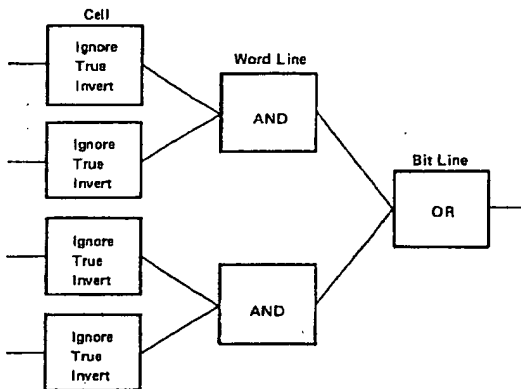 Cell
Ignore
True
Invert
Word Line
AND
Ignore
True
Invert
Bit Line
OR
Ignore
True
Invert
AND
Ignore
True
Invert